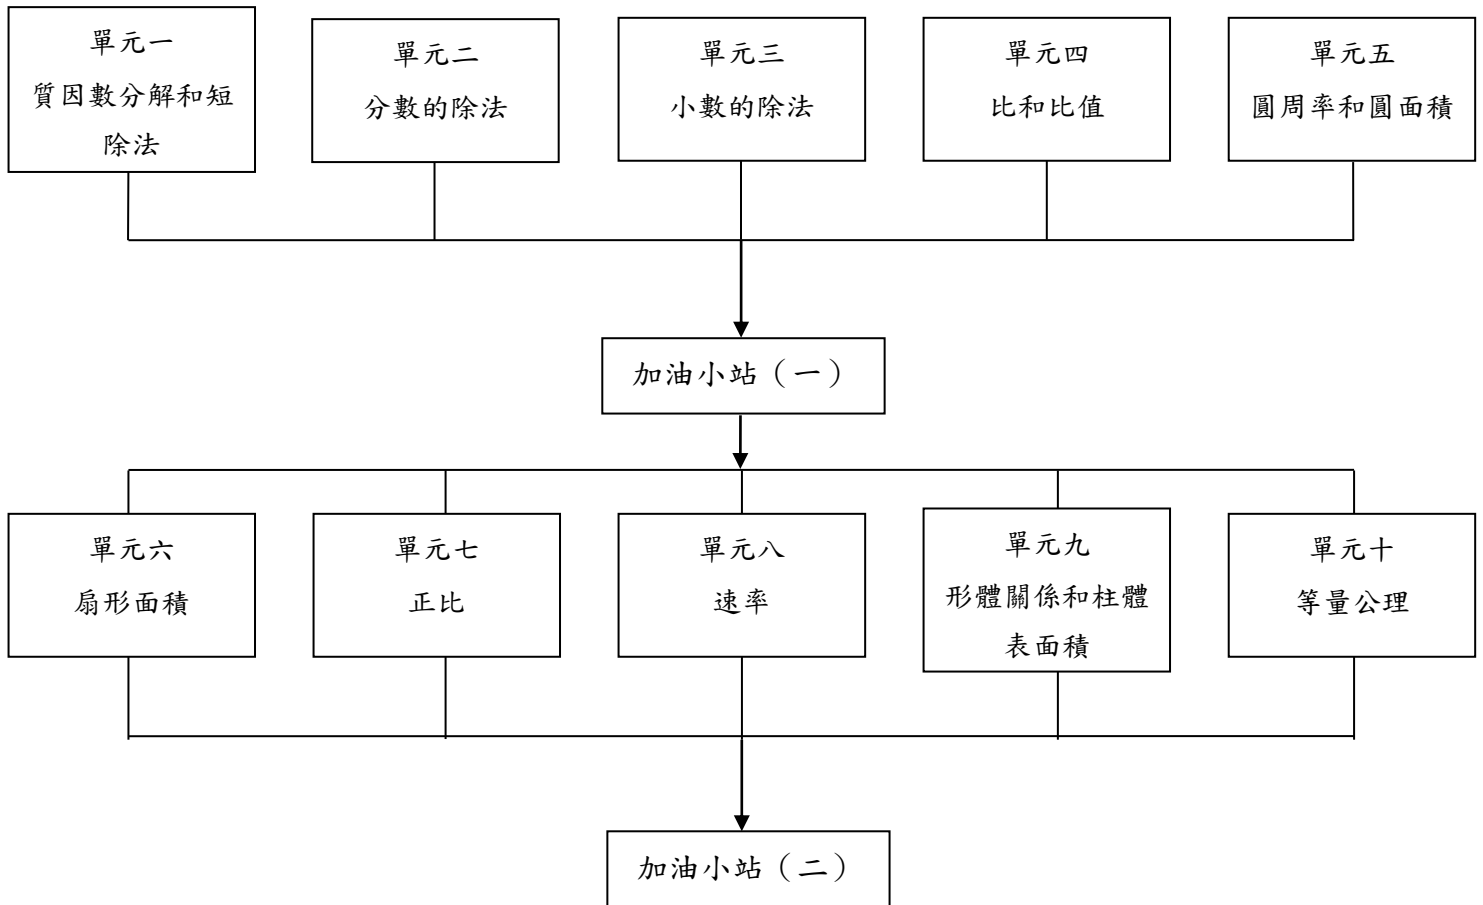 單元一
質因數分解和短
除法
單元二
分數的除法
單元三
小數的除法
單元四
比和比值
單元五
圓周率和圓面積
加油小站（一）
單元六
扇形面積
單元七
正比
單元八
速率
單元九
形體關係和柱體
表面積
單元十
等量公理
加油小站（二）